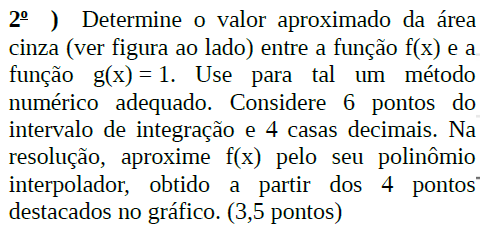 2º ) Determine o valor aproximado da área
cinza (ver figura ao lado) entre a função f(x) e a
função g(x) = 1. Use para tal um método
numérico adequado. Considere 6 pontos do
intervalo de integração e 4 casas decimais. Na
resolução, aproxime f(x) pelo seu polinômio
interpolador, obtido a partir dos 4 pontos
destacados no gráfico. (3,5 pontos)